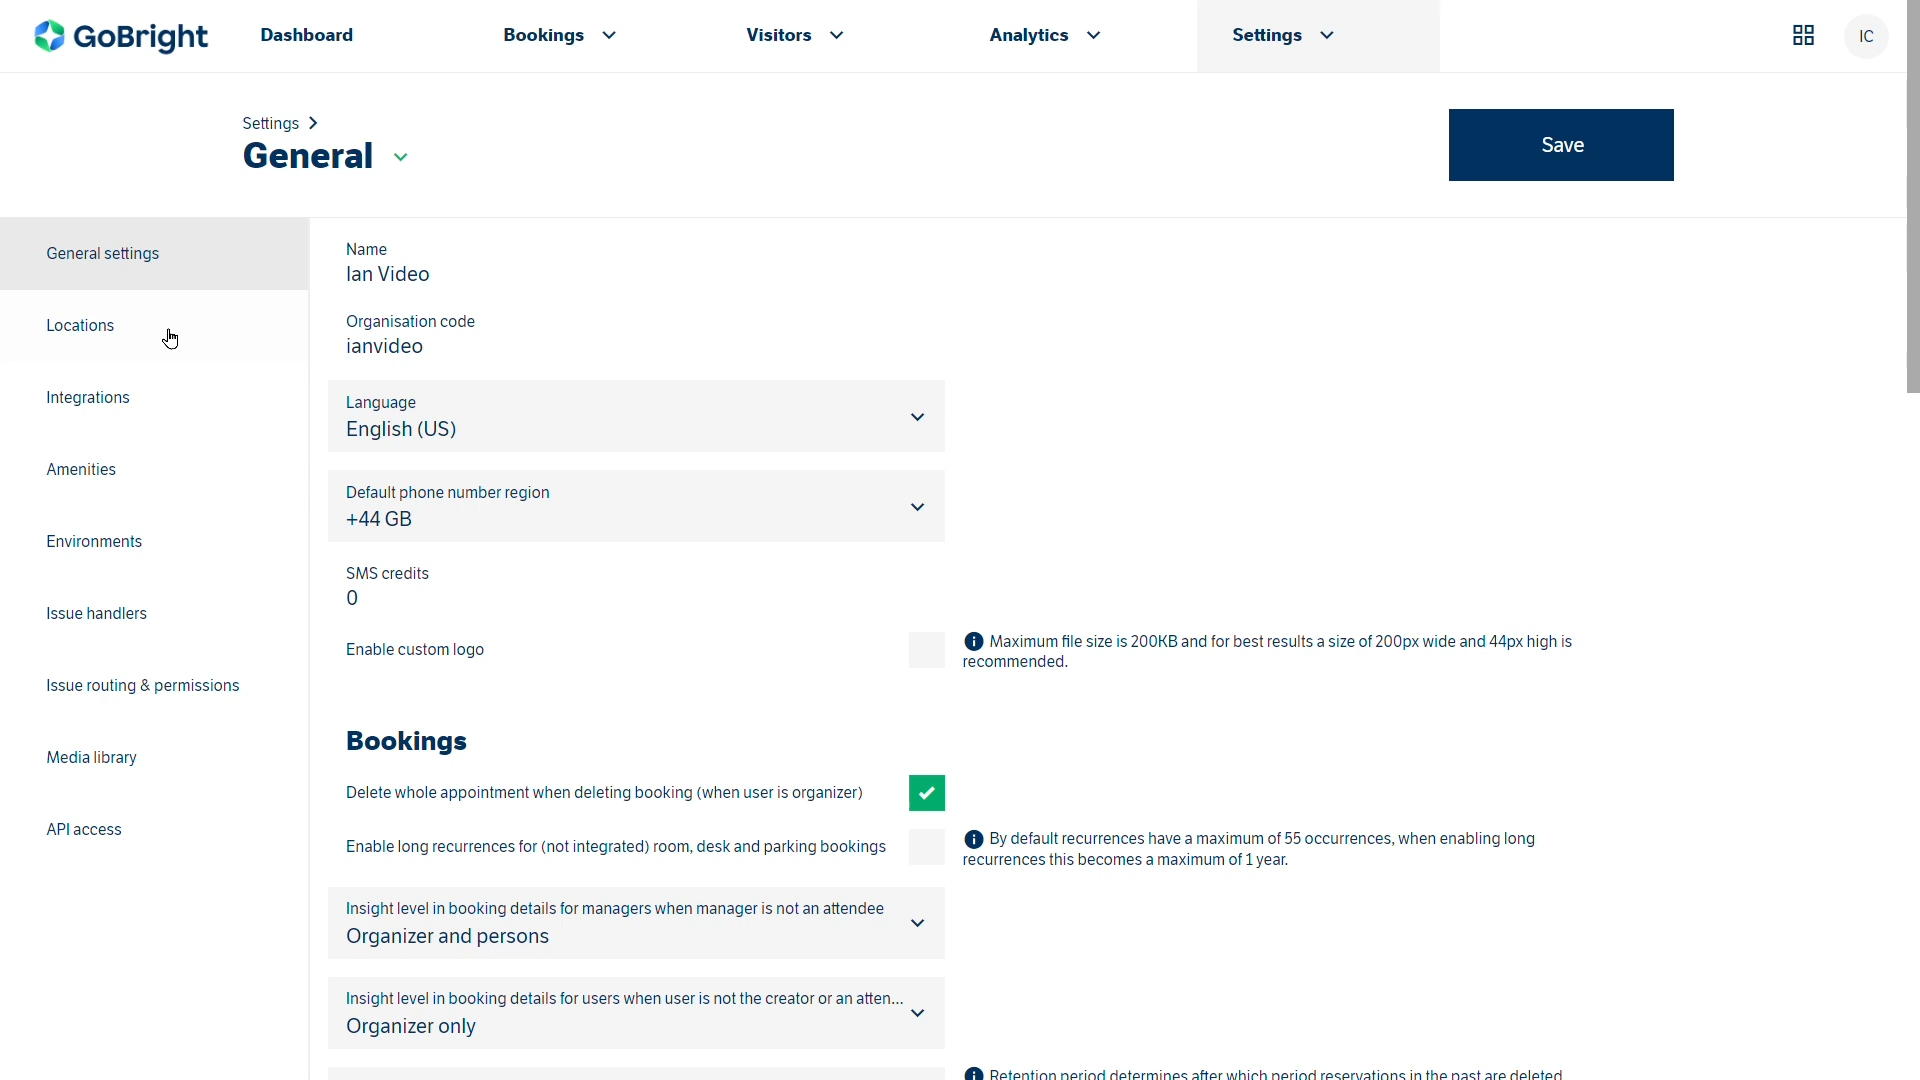 GoBright
Dashboard
Bookings
Visitors
Analytics
Settings
IC
Settings
General
Save
General settings
Locations
Integrations
Amenities
Environments
Issue handlers
Issue routing & permissions
Media library
API access
Name
Ian Video
Organisation code
ianvideo
Language
English (US)
Default phone number region
+44 GB
SMS credits
0
Enable custom logo
Maximum file size is 200KB and for best results a size of 200px wide and 44px high is
recommended.
Bookings
Delete whole appointment when deleting booking (when user is organizer)
Enable long recurrences for (not integrated) room, desk and parking bookings
By default recurrences have a maximum of 55 occurrences, when enabling long
recurrences this becomes a maximum of 1 year.
Insight level in booking details for managers when manager is not an attendee
Organizer and persons
Insight level in booking details for users when user is not the creator or an atten...
Organizer only
Retention period determines after which period reservations in the past are deleted